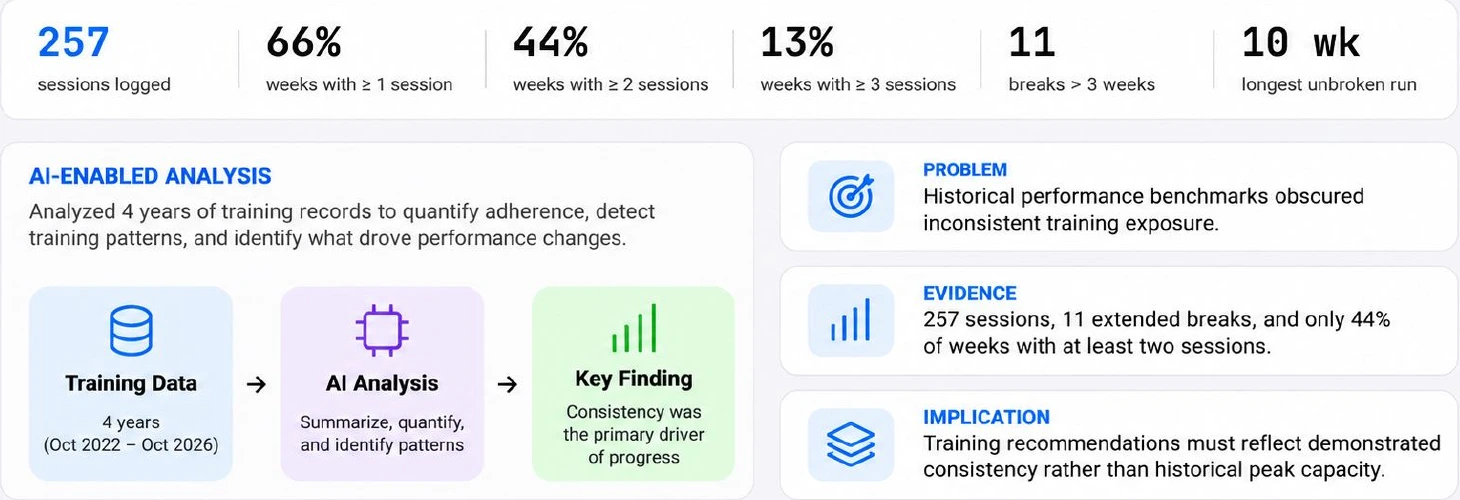 257
sessions logged
66%
weeks with ≥ 1 session
44%
weeks with ≥ 2 sessions
13%
weeks with ≥ 3 sessions
11
breaks > 3 weeks
10 wk
longest unbroken run
AI-ENABLED ANALYSIS
Analyzed 4 years of training records to quantify adherence, detect
training patterns, and identify what drove performance changes.
Training Data
4 years
(Oct 2022 – Oct 2026)
→
AI Analysis
Summarize, quantify,
and identify patterns
→
Key Finding
Consistency was
the primary driver
of progress
PROBLEM
Historical performance benchmarks obscured
inconsistent training exposure.
EVIDENCE
257 sessions, 11 extended breaks, and only 44%
of weeks with at least two sessions.
IMPLICATION
Training recommendations must reflect demonstrated
consistency rather than historical peak capacity.